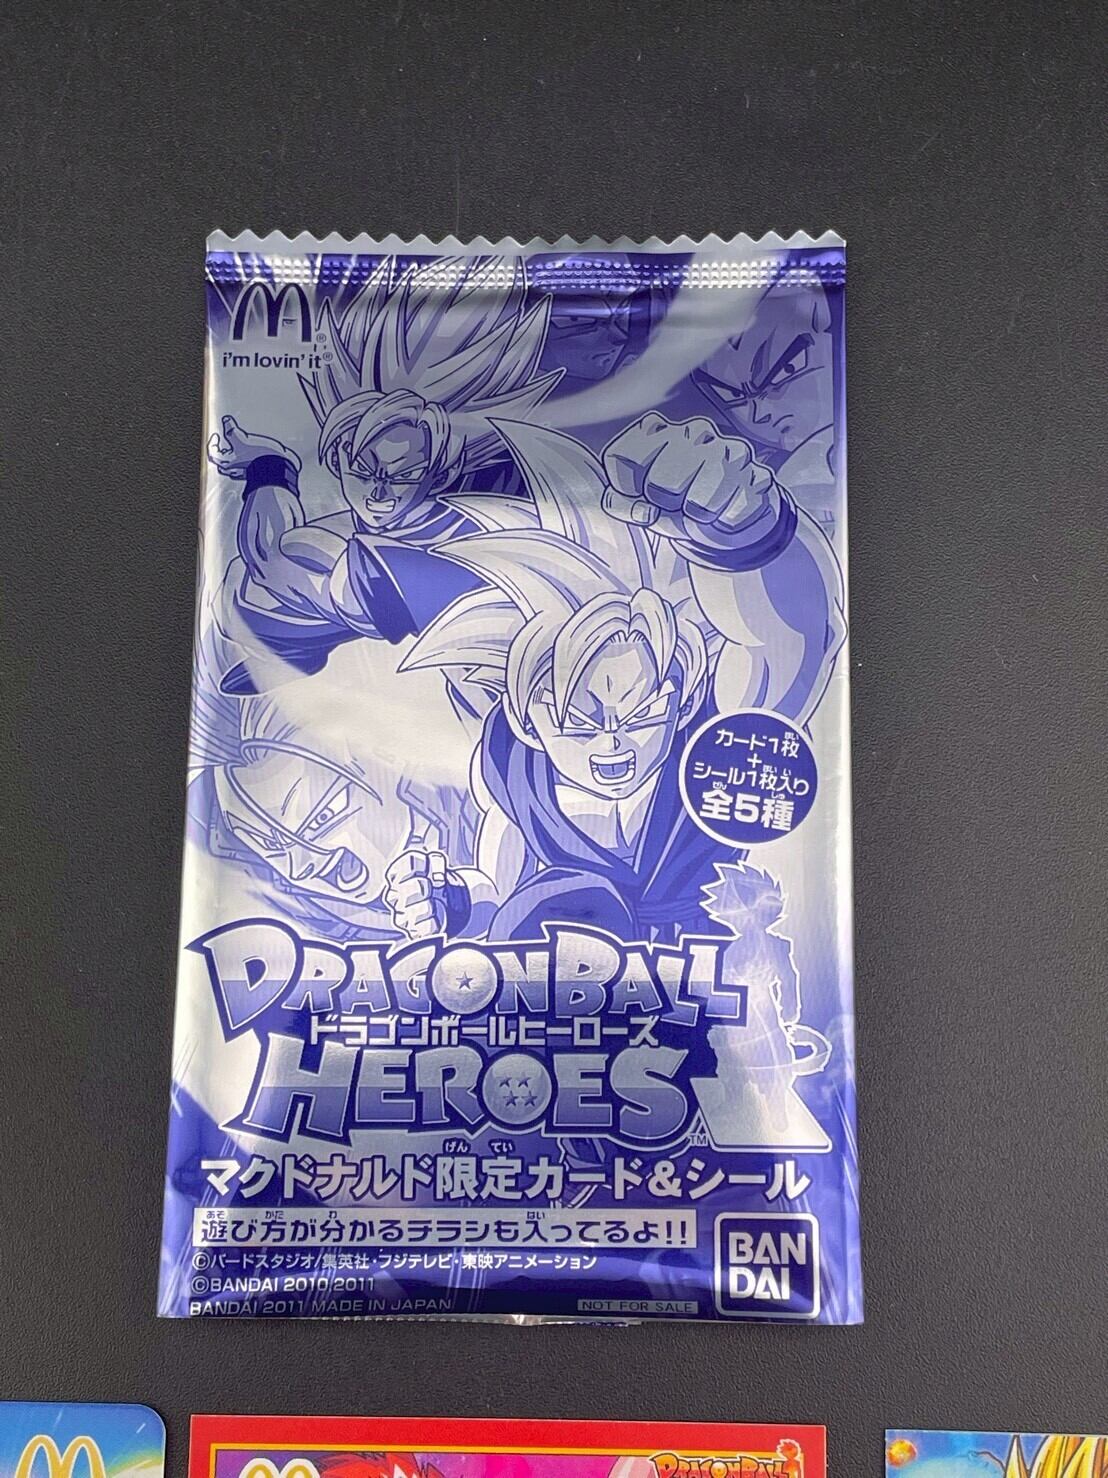 i'm lovin' it®
カード1枚
+
シール1枚入り
全5種
DRAGON BALL
ドラゴンボールヒーローズ
HEROES™
マクドナルド限定カード&シール
遊び方が分かるチラシも入ってるよ!!
©バードスタジオ/集英社・フジテレビ・東映アニメーション
©BANDAI 2010 2011
BANDAI 2011 MADE IN JAPAN
NOT FOR SALE
BAN
DAI
DRAGONBALL